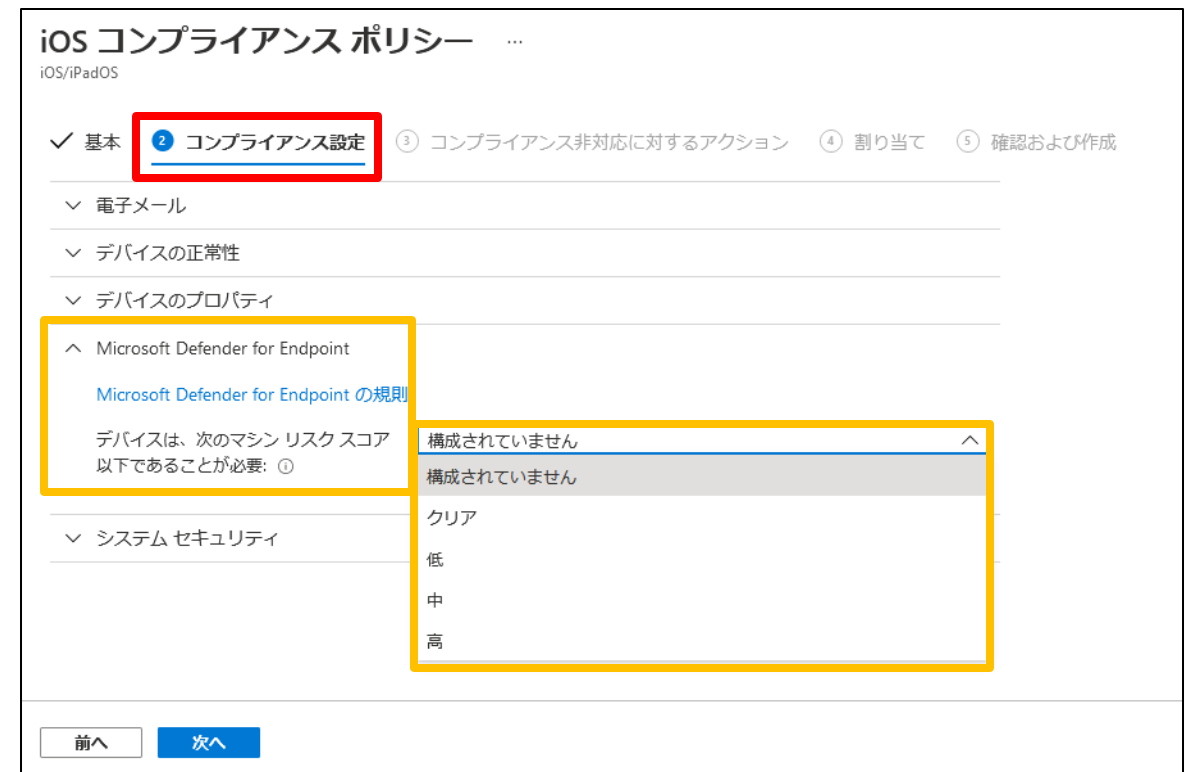 iOS コンプライアンス ポリシー ...
iOS/iPadOS
基本 2 コンプライアンス設定 3 コンプライアンス非対応に対するアクション 4 割り当て 5 確認および作成
電子メール
デバイスの正常性
デバイスのプロパティ
Microsoft Defender for Endpoint
Microsoft Defender for Endpoint の規則
デバイスは、次のマシン リスク スコア
以下であることが必要:
構成されていません
構成されていません
クリア
低
中
高
システム セキュリティ
前へ 次へ